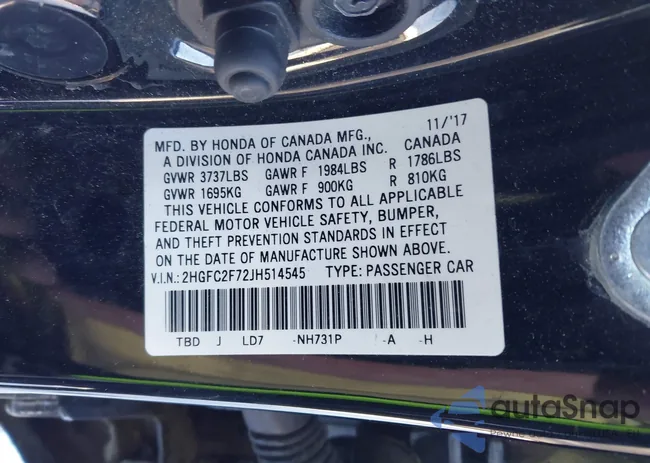 MFD. BY HONDA OF CANADA MFG., 11/'17
A DIVISION OF HONDA CANADA INC. CANADA
GVWR 3737LBS GAWR F 1984LBS R 1786LBS
GVWR 1695KG GAWR F 900KG R 810KG
THIS VEHICLE CONFORMS TO ALL APPLICABLE
FEDERAL MOTOR VEHICLE SAFETY, BUMPER,
AND THEFT PREVENTION STANDARDS IN EFFECT
ON THE DATE OF MANUFACTURE SHOWN ABOVE.
V.I.N.: 2HGFC2F72JH514545 TYPE: PASSENGER CAR
TBD J LD7 -NH731P -A -H
autoSnap